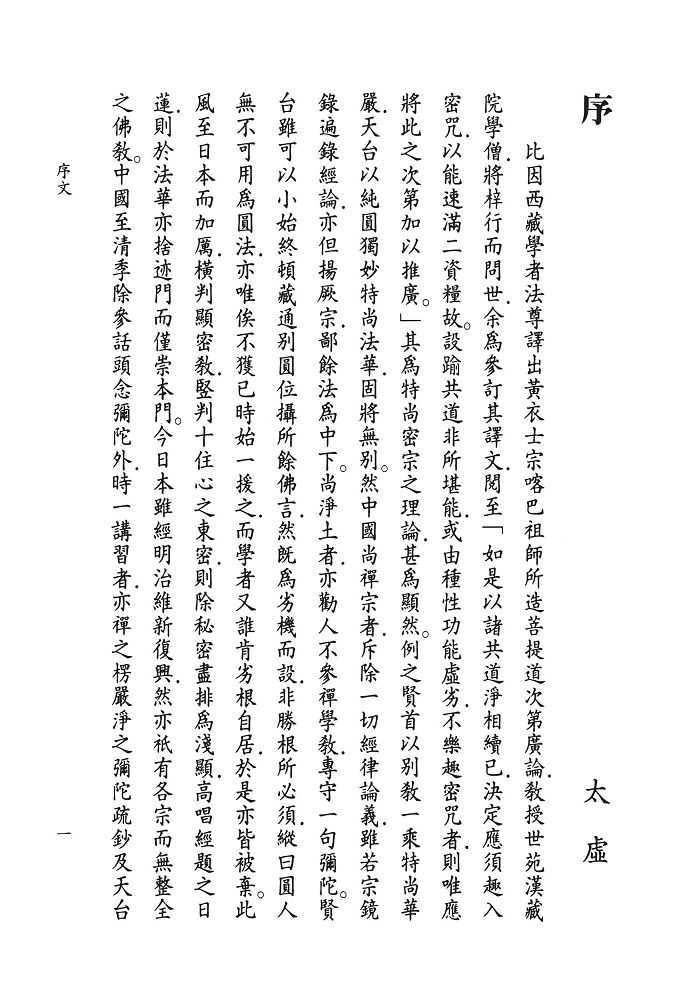 序
太虛
比因西藏學者法尊譯出黃衣士宗喀巴祖師所造菩提道次第廣論．教授世苑漢藏
院學僧．將梓行而問世．余爲參訂其譯文．閱至「如是以諸共道淨相續已．決定應須趣入
密咒．以能速滿二資糧故。設踰共道非所堪能．或由種性功能虛劣．不樂趣密咒者．則唯應
將此之次第加以推廣。」其爲特尚密宗之理論．甚爲顯然。例之賢首以別教一乘特尚華
嚴．天台以純圓獨妙特尚法華．固將無別。然中國尚禪宗者．斥除一切經律論義．雖若宗鏡
錄遍錄經論．亦但揚厥宗．鄙餘法爲中下。尚淨土者．亦勸人不參禪學教．專守一句彌陀。賢
台雖可以小始終頓藏通別圓位攝所餘佛言．然既爲劣機而設．非勝根所必須．縱曰圓人
無不可用爲圓法．亦唯俟不獲已時始一援之．而學者又誰肯劣根自居．於是亦皆被棄。此
風至日本而加厲．橫判顯密教．豎判十住心之東密．則除秘密盡排爲淺顯．高唱經題之日
蓮．則於法華亦捨迹門而僅崇本門。今日本雖經明治維新復興．然亦祇有各宗而無整全
之佛教。中國至清季除參話頭念彌陀外．時一講習者．亦禪之楞嚴淨之彌陀疏鈔及天台
序文
一